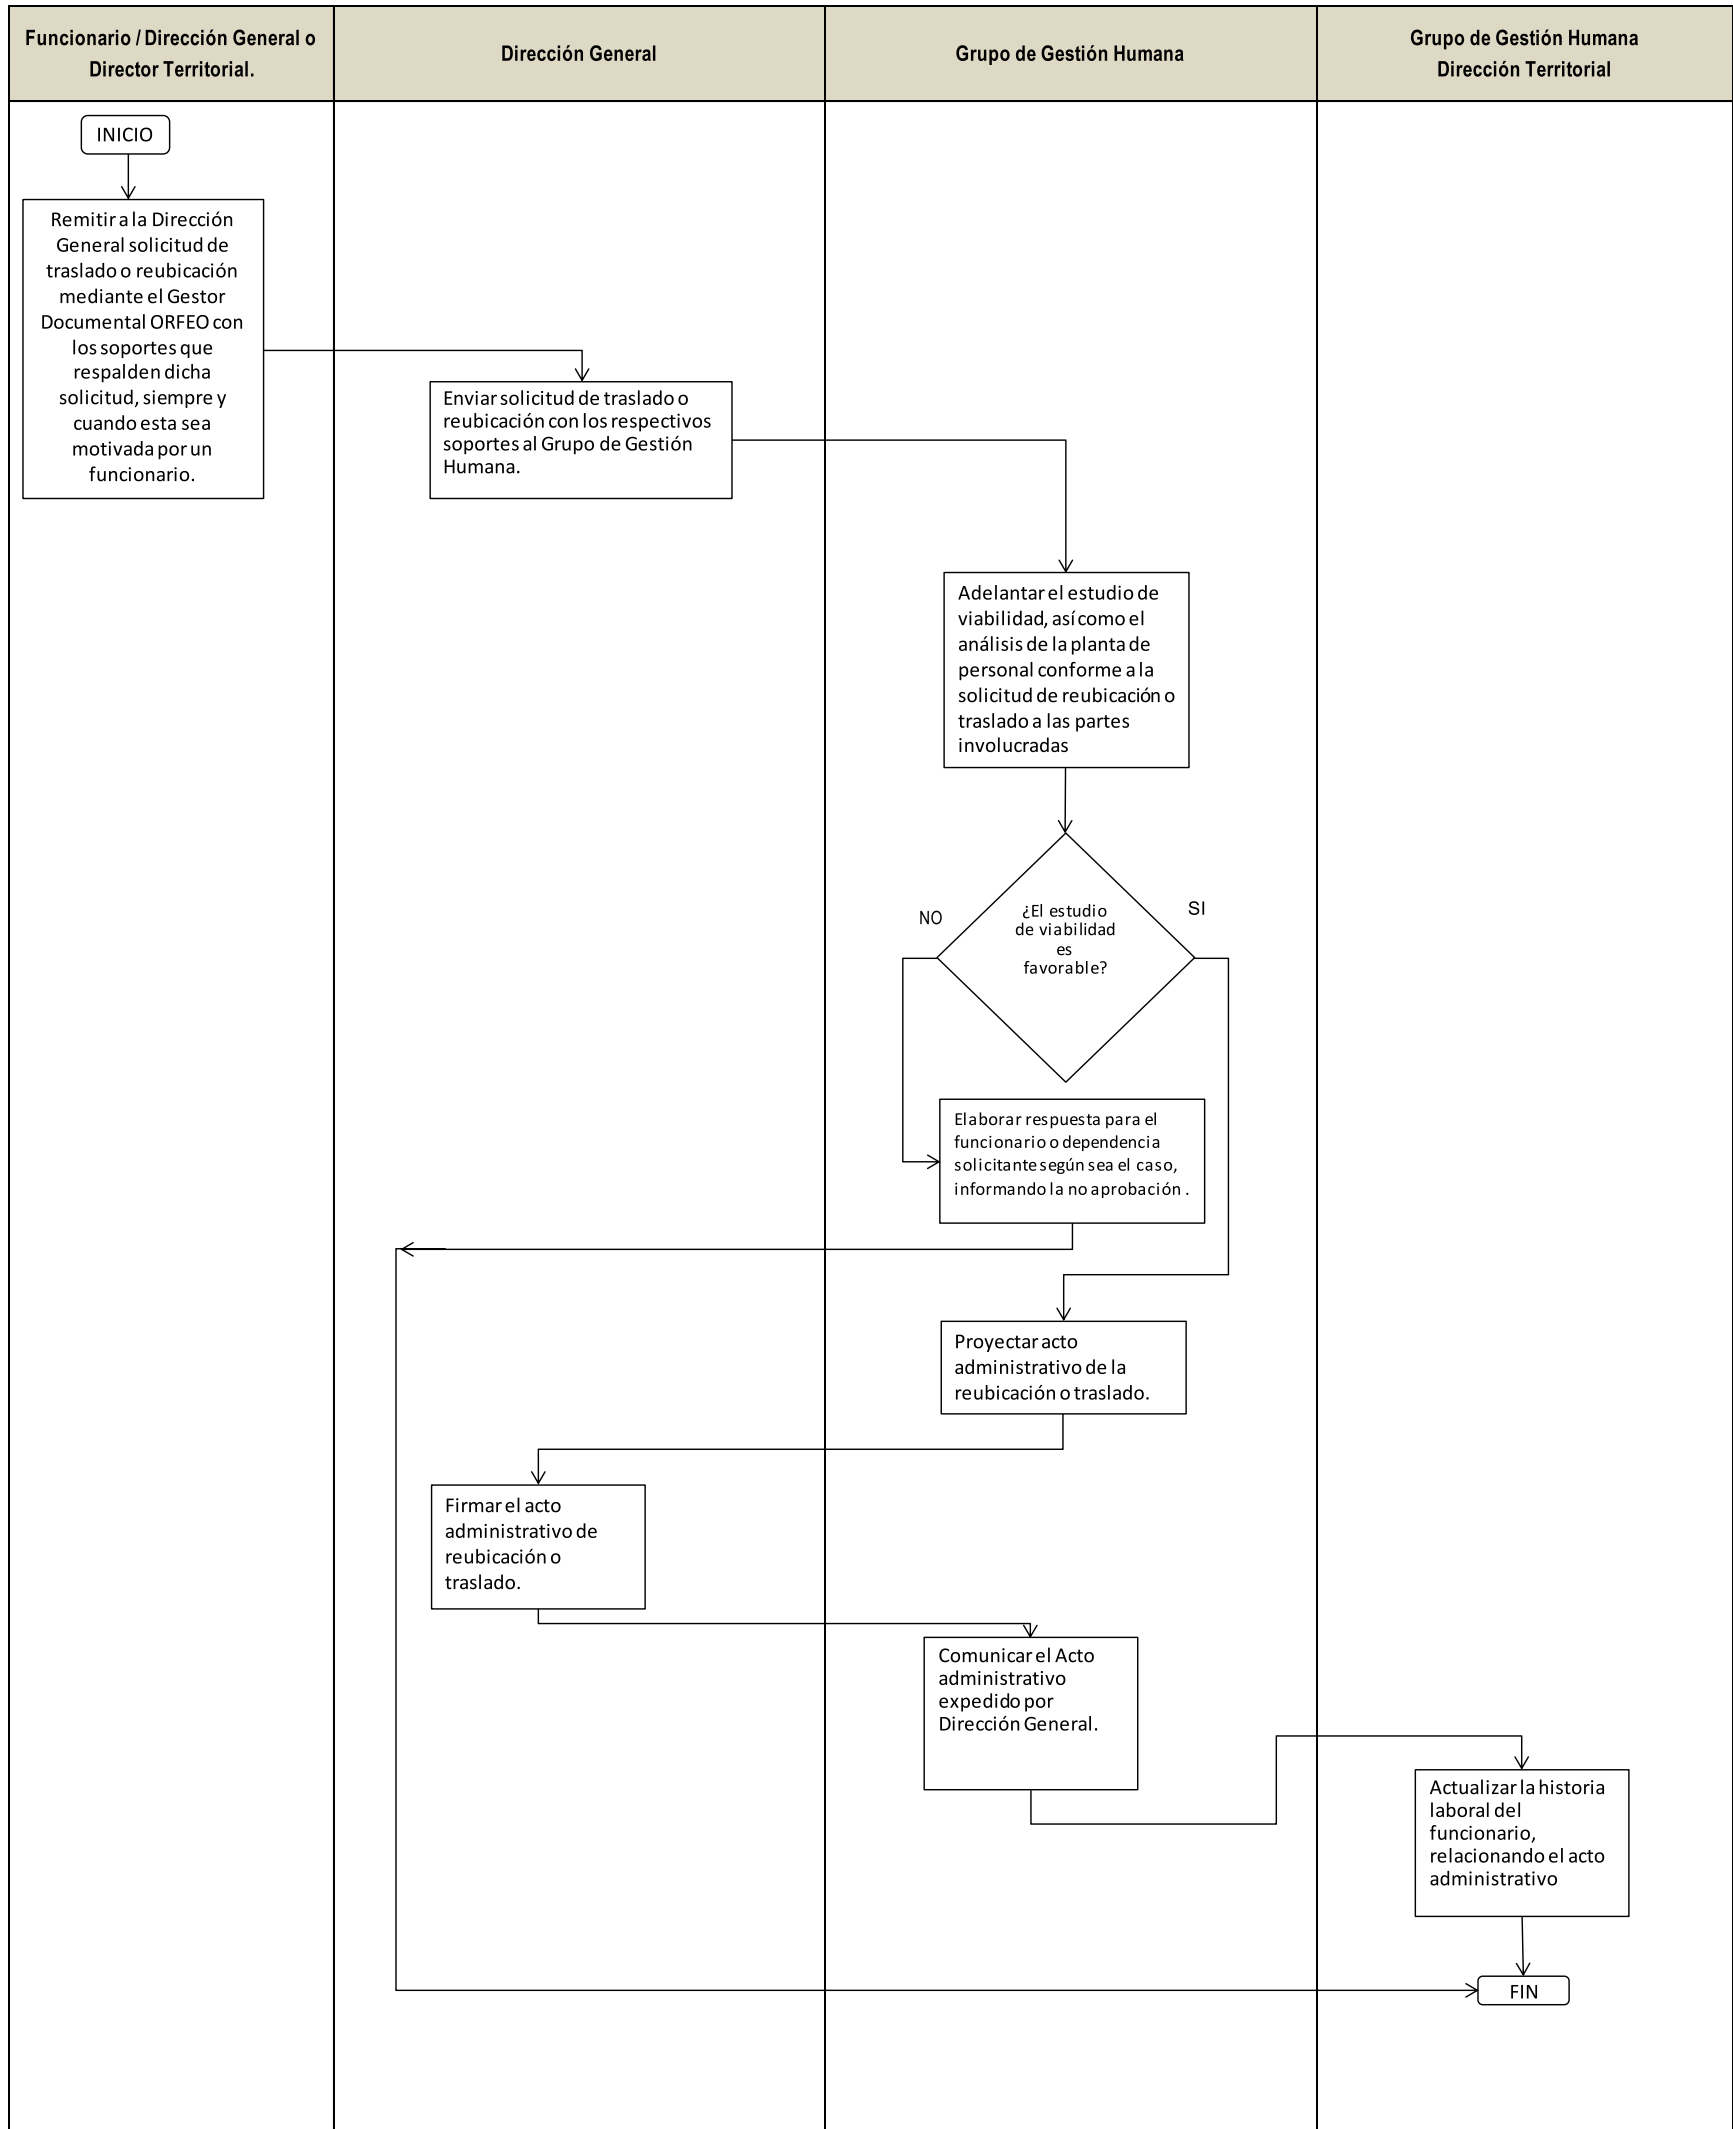 Funcionario / Dirección General o
Director Territorial.
Dirección General
Grupo de Gestión Humana
Grupo de Gestión Humana
Dirección Territorial
INICIO
Remitir a la Dirección
General solicitud de
traslado o reubicación
mediante el Gestor
Documental ORFEO con
los soportes que
respalden dicha
solicitud, siempre y
cuando esta sea
motivada por un
funcionario.
Enviar solicitud de traslado o
reubicación con los respectivos
soportes al Grupo de Gestión
Humana.
Adelantar el estudio de
viabilidad, así como el
análisis de la planta de
personal conforme a la
solicitud de reubicación o
traslado a las partes
involucradas
NO
¿El estudio
de viabilidad
es
favorable?
SI
Elaborar respuesta para el
funcionario o dependencia
solicitante según sea el caso,
informando la no aprobación .
Proyectar acto
administrativo de la
reubicación o traslado.
Firmar el acto
administrativo de
reubicación o
traslado.
Comunicar el Acto
administrativo
expedido por
Dirección General.
Actualizar la historia
laboral del
funcionario,
relacionando el acto
administrativo
FIN